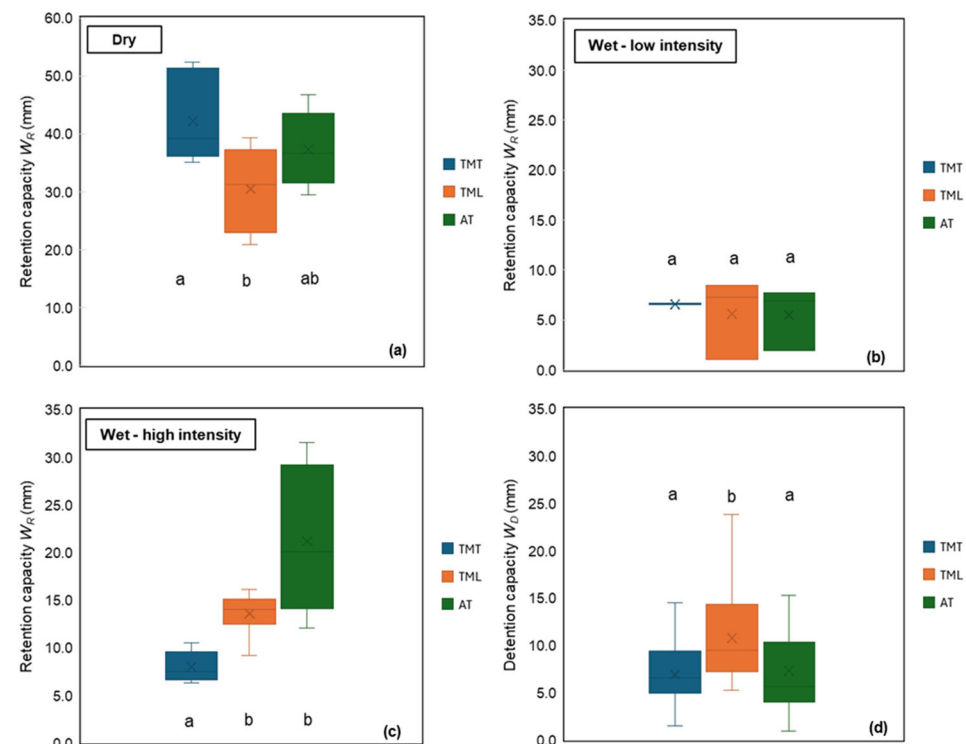 Dry
60.0
50.0
40.0
30.0
20.0
10.0
0.0
Retention capacity WR (mm)
a b ab
(a)
TMT
TML
AT
Wet - low intensity
35.0
30.0
25.0
20.0
15.0
10.0
5.0
0.0
Retention capacity WR (mm)
a a a
(b)
TMT
TML
AT
Wet - high intensity
35.0
30.0
25.0
20.0
15.0
10.0
5.0
0.0
Retention capacity WR (mm)
a b b
(c)
TMT
TML
AT
35.0
30.0
25.0
20.0
15.0
10.0
5.0
0.0
Detention capacity WD (mm)
a b a
(d)
TMT
TML
AT